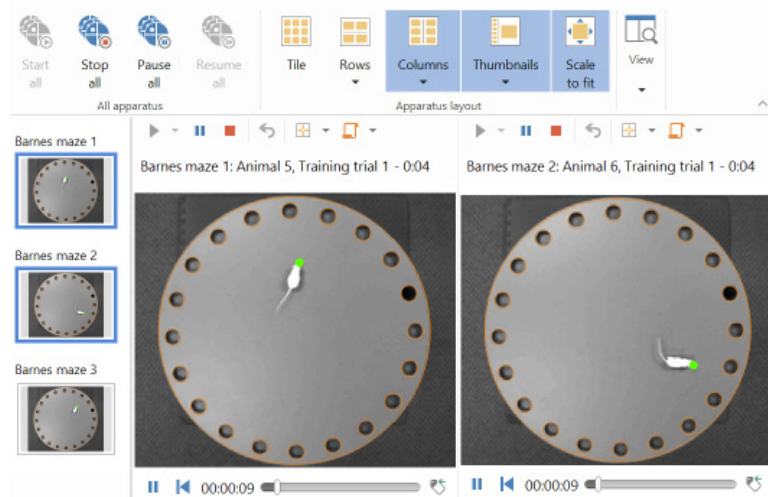 Start all
Stop all
Pause all
Resume all
Tile
Rows
Columns
Thumbnails
Scale to fit
View
All apparatus
Apparatus layout
Barnes maze 1
Barnes maze 2
Barnes maze 3
Barnes maze 1: Animal 5, Training trial 1 - 0:04
Barnes maze 2: Animal 6, Training trial 1 - 0:04
00:00:09
00:00:09